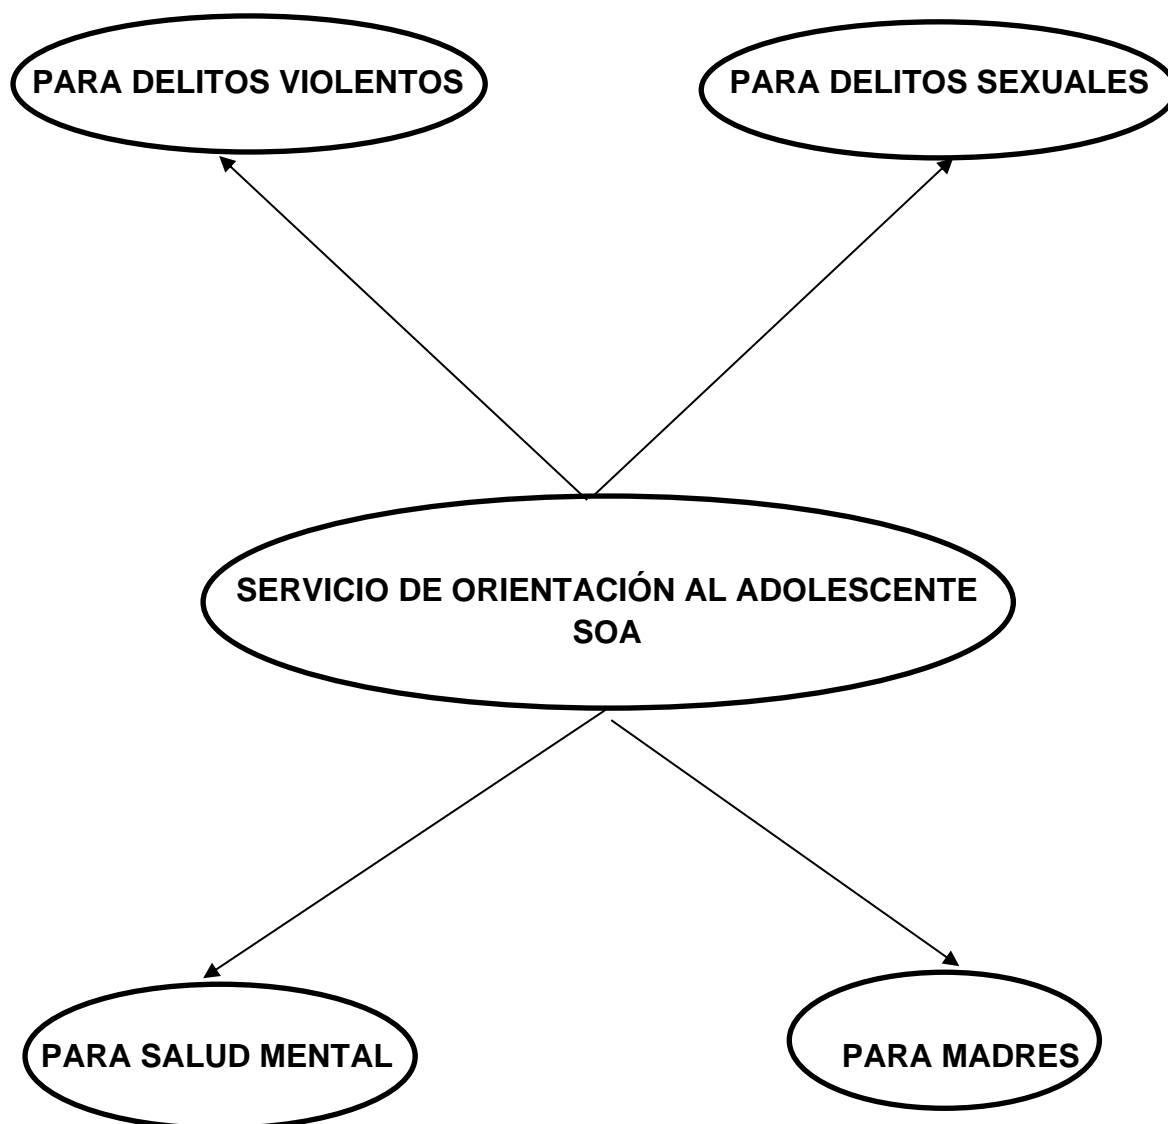 PARA DELITOS VIOLENTOS
PARA DELITOS SEXUALES
SERVICIO DE ORIENTACIÓN AL ADOLESCENTE
SOA
PARA SALUD MENTAL
PARA MADRES